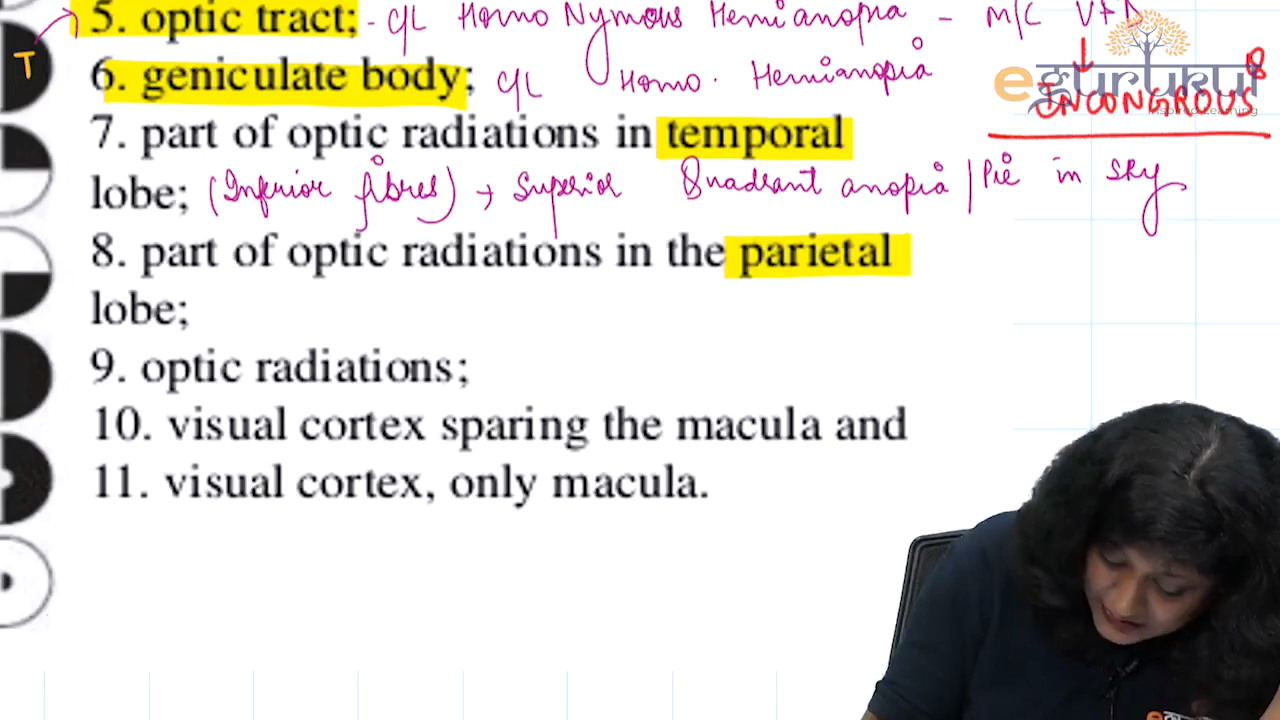 5. optic tract; - C/L Homo Nymous Hemianopia - M/C VFD
T
6. geniculate body; C/L Homo. Hemianopia
eGurukul
Inspired Learning
INCONGROUS
7. part of optic radiations in temporal
lobe; (Inferior fibres) → Superior Quadrant anopia | Pie in sky
8. part of optic radiations in the parietal
lobe;
9. optic radiations;
10. visual cortex sparing the macula and
11. visual cortex, only macula.